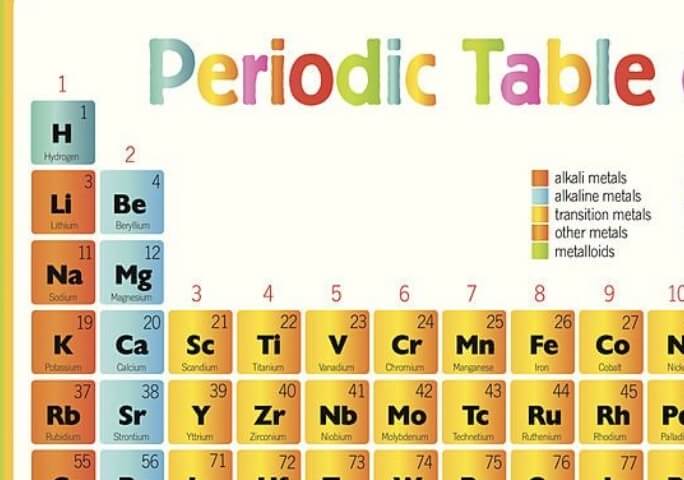 Periodic Table
1
1
H
Hydrogen
2
3
Li
Lithium
4
Be
Beryllium
alkali metals
alkaline metals
transition metals
other metals
metalloids
11
Na
Sodium
12
Mg
Magnesium
3 4 5 6 7 8 9 10
19 20 21 22 23 24 25 26 27
K Ca Sc Ti V Cr Mn Fe Co N
Potassium Calcium Scandium Titanium Vanadium Chromium Manganese Iron Cobalt Nick
37 38 39 40 41 42 43 44 45
Rb Sr Y Zr Nb Mo Tc Ru Rh Pd
Rubidium Strontium Yttrium Zirconium Niobium Molybdenum Technetium Ruthenium Rhodium Palladi
55 56 71 72 73 74 75 76 77